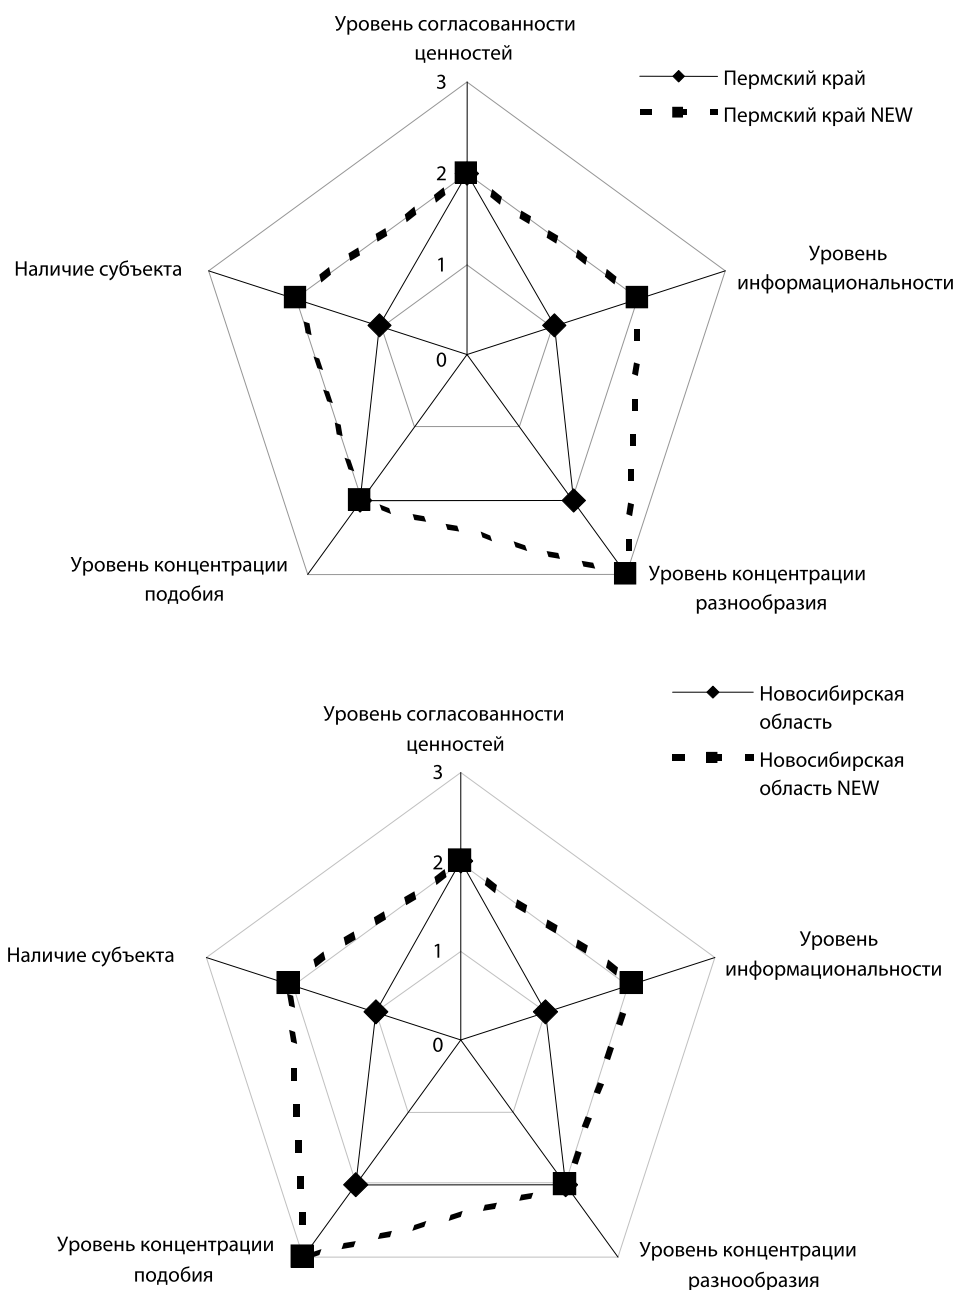 Уровень согласованности
ценностей
3
Пермский край
Пермский край NEW
2
1
0
Наличие субъекта
Уровень
информациональности
Уровень концентрации
подобия
Уровень концентрации
разнообразия
Новосибирская
область
Новосибирская
область NEW
Уровень согласованности
ценностей
3
2
1
0
Наличие субъекта
Уровень
информациональности
Уровень концентрации
подобия
Уровень концентрации
разнообразия